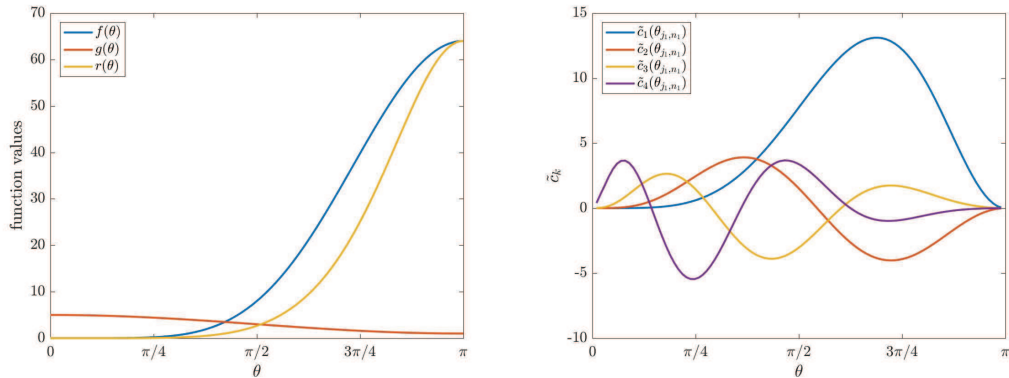 70
60
50
40
30
20
10
0
function values
f(θ)
g(θ)
r(θ)
0 π/4 π/2 3π/4 π
θ
15
10
5
0
-5
-10
c̃ₖ
c̃₁(θⱼ₁,ₙ₁)
c̃₂(θⱼ₁,ₙ₁)
c̃₃(θⱼ₁,ₙ₁)
c̃₄(θⱼ₁,ₙ₁)
0 π/4 π/2 3π/4 π
θ